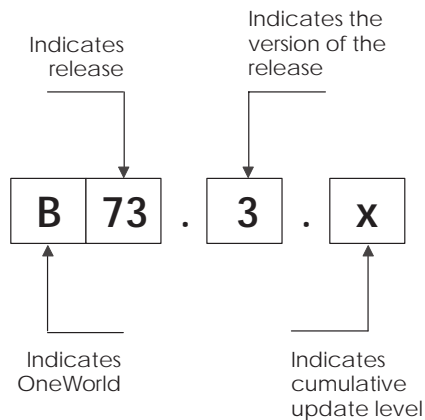 Indicates
release
Indicates the
version of the
release
B 73 . 3 . x
Indicates
OneWorld
Indicates
cumulative
update level